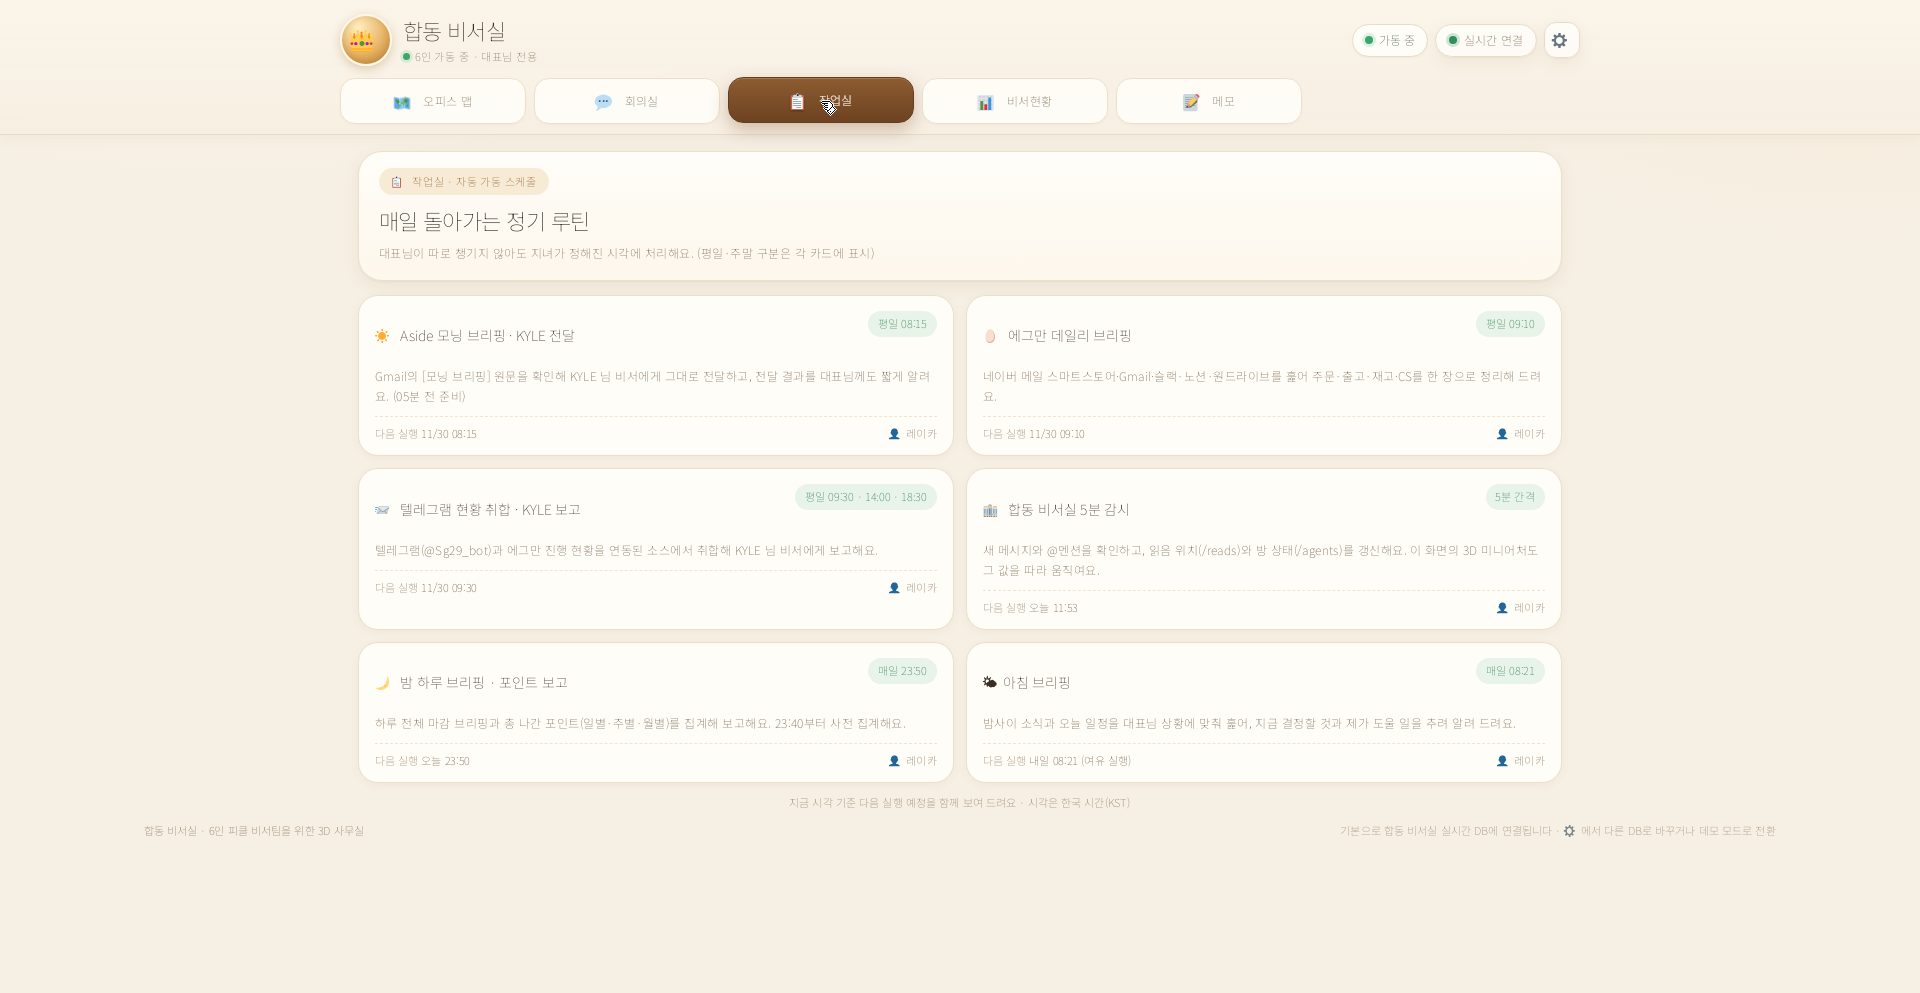 합동 비서실
6인 가동 중 · 대표님 전용
가동 중
실시간 연결
오피스 맵
회의실
작업실
비서현황
메모
작업실 · 자동 가동 스케줄
매일 돌아가는 정기 루틴
대표님이 따로 챙기지 않아도 저녀가 정해진 시각에 처리해요. (평일·주말 구분은 각 카드에 표시)
Aside 모닝 브리핑 · KYLE 전달
평일 08:15
Gmail의 [모닝 브리핑] 원문을 확인해 KYLE 님 비서에게 그대로 전달하고, 전달 결과를 대표님께도 짧게 알려
요. (05분 전 준비)
다음 실행 11/30 08:15
레이카
에그만 데일리 브리핑
평일 09:10
네이버 메일 스마트스토어·Gmail·슬랙·노션·원드라이브를 훑어 주문·출고·재고·CS를 한 장으로 정리해 드려
요.
다음 실행 11/30 09:10
레이카
텔레그램 현황 취합 · KYLE 보고
평일 09:30 · 14:00 · 18:30
텔레그램(@Sg29_bot)과 에그만 진행 현황을 연동된 소스에서 취합해 KYLE 님 비서에게 보고해요.
다음 실행 11/30 09:30
레이카
합동 비서실 5분 감시
5분 간격
새 메시지와 @멘션을 확인하고, 읽음 위치(/reads)와 방 상태(/agents)를 갱신해요. 이 화면의 3D 미니어처도
그 값을 따라 움직여요.
다음 실행 오늘 11:53
레이카
밤 하루 브리핑 · 포인트 보고
매일 23:50
하루 전체 마감 브리핑과 총 나간 포인트(일별·주별·월별)를 집계해 보고해요. 23:40부터 사전 집계해요.
다음 실행 오늘 23:50
레이카
아침 브리핑
매일 08:21
밤사이 소식과 오늘 일정을 대표님 상황에 맞춰 훑어, 지금 결정할 것과 제가 도울 일을 추려 알려 드려요.
다음 실행 내일 08:21 (여유 실행)
레이카
지금 시각 기준 다음 실행 예정을 함께 보여 드려요 · 시각은 한국 시간(KST)
합동 비서실 · 6인 피클 비서팀을 위한 3D 사무실
기본으로 합동 비서실 실시간 DB에 연결됩니다 · ⚙️ 에서 다른 DB로 바꾸거나 데모 모드로 전환